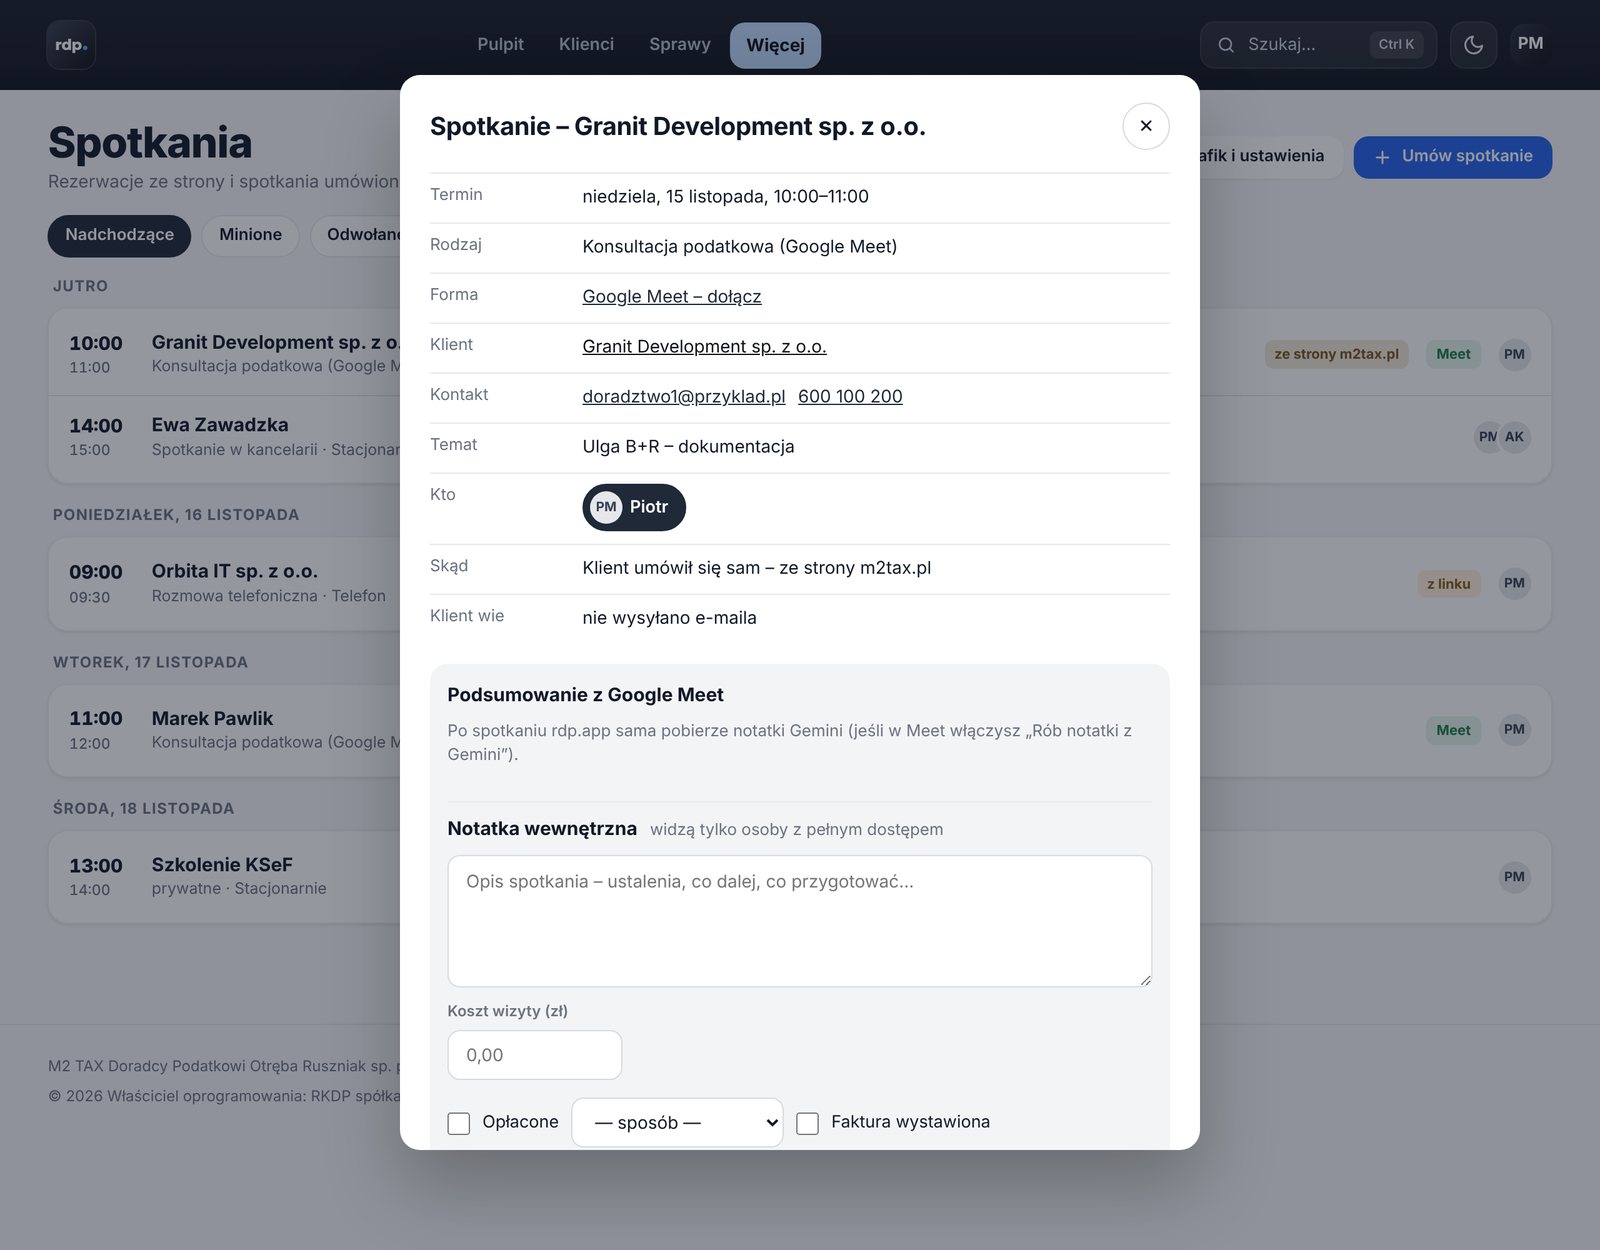 rdp.
Pulpit
Klienci
Sprawy
Więcej
Szukaj...
Ctrl K
PM
Spotkania
Rezerwacje ze strony i spotkania umówion
afik i ustawienia
+ Umów spotkanie
Nadchodzące
Minione
Odwołane
JUTRO
10:00
11:00
Granit Development sp. z o.
Konsultacja podatkowa (Google M
ze strony m2tax.pl
Meet
PM
14:00
15:00
Ewa Zawadzka
Spotkanie w kancelarii · Stacjonar
PM
AK
PONIEDZIAŁEK, 16 LISTOPADA
09:00
09:30
Orbita IT sp. z o.o.
Rozmowa telefoniczna · Telefon
z linku
PM
WTOREK, 17 LISTOPADA
11:00
12:00
Marek Pawlik
Konsultacja podatkowa (Google M
Meet
PM
ŚRODA, 18 LISTOPADA
13:00
14:00
Szkolenie KSeF
prywatne · Stacjonarnie
PM
M2 TAX Doradcy Podatkowi Otręba Ruszniak sp. p
© 2026 Właściciel oprogramowania: RKDP spółka
Spotkanie – Granit Development sp. z o.o.
Termin
niedziela, 15 listopada, 10:00–11:00
Rodzaj
Konsultacja podatkowa (Google Meet)
Forma
Google Meet – dołącz
Klient
Granit Development sp. z o.o.
Kontakt
doradztwo1@przyklad.pl 600 100 200
Temat
Ulga B+R – dokumentacja
Kto
PM Piotr
Skąd
Klient umówił się sam – ze strony m2tax.pl
Klient wie
nie wysyłano e-maila
Podsumowanie z Google Meet
Po spotkaniu rdp.app sama pobierze notatki Gemini (jeśli w Meet włączysz „Rób notatki z
Gemini”).
Notatka wewnętrzna widzą tylko osoby z pełnym dostępem
Opis spotkania – ustalenia, co dalej, co przygotować...
Koszt wizyty (zł)
0,00
Opłacone
— sposób —
Faktura wystawiona